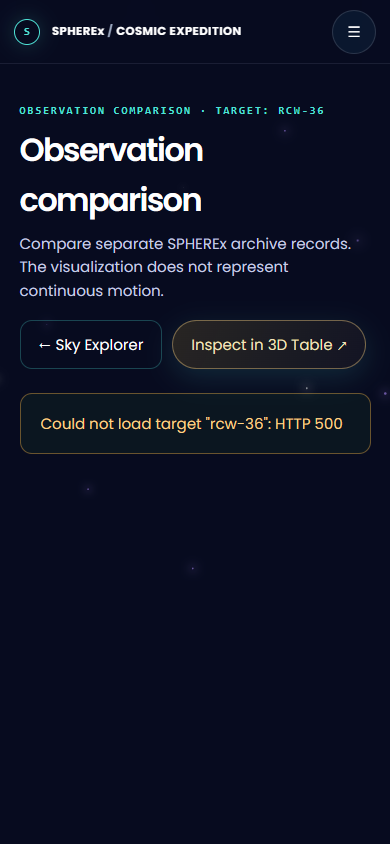 S SPHEREx / COSMIC EXPEDITION ☰
OBSERVATION COMPARISON · TARGET: RCW-36
Observation
comparison
Compare separate SPHEREx archive records.
The visualization does not represent
continuous motion.
← Sky Explorer Inspect in 3D Table ↗
Could not load target "rcw-36": HTTP 500